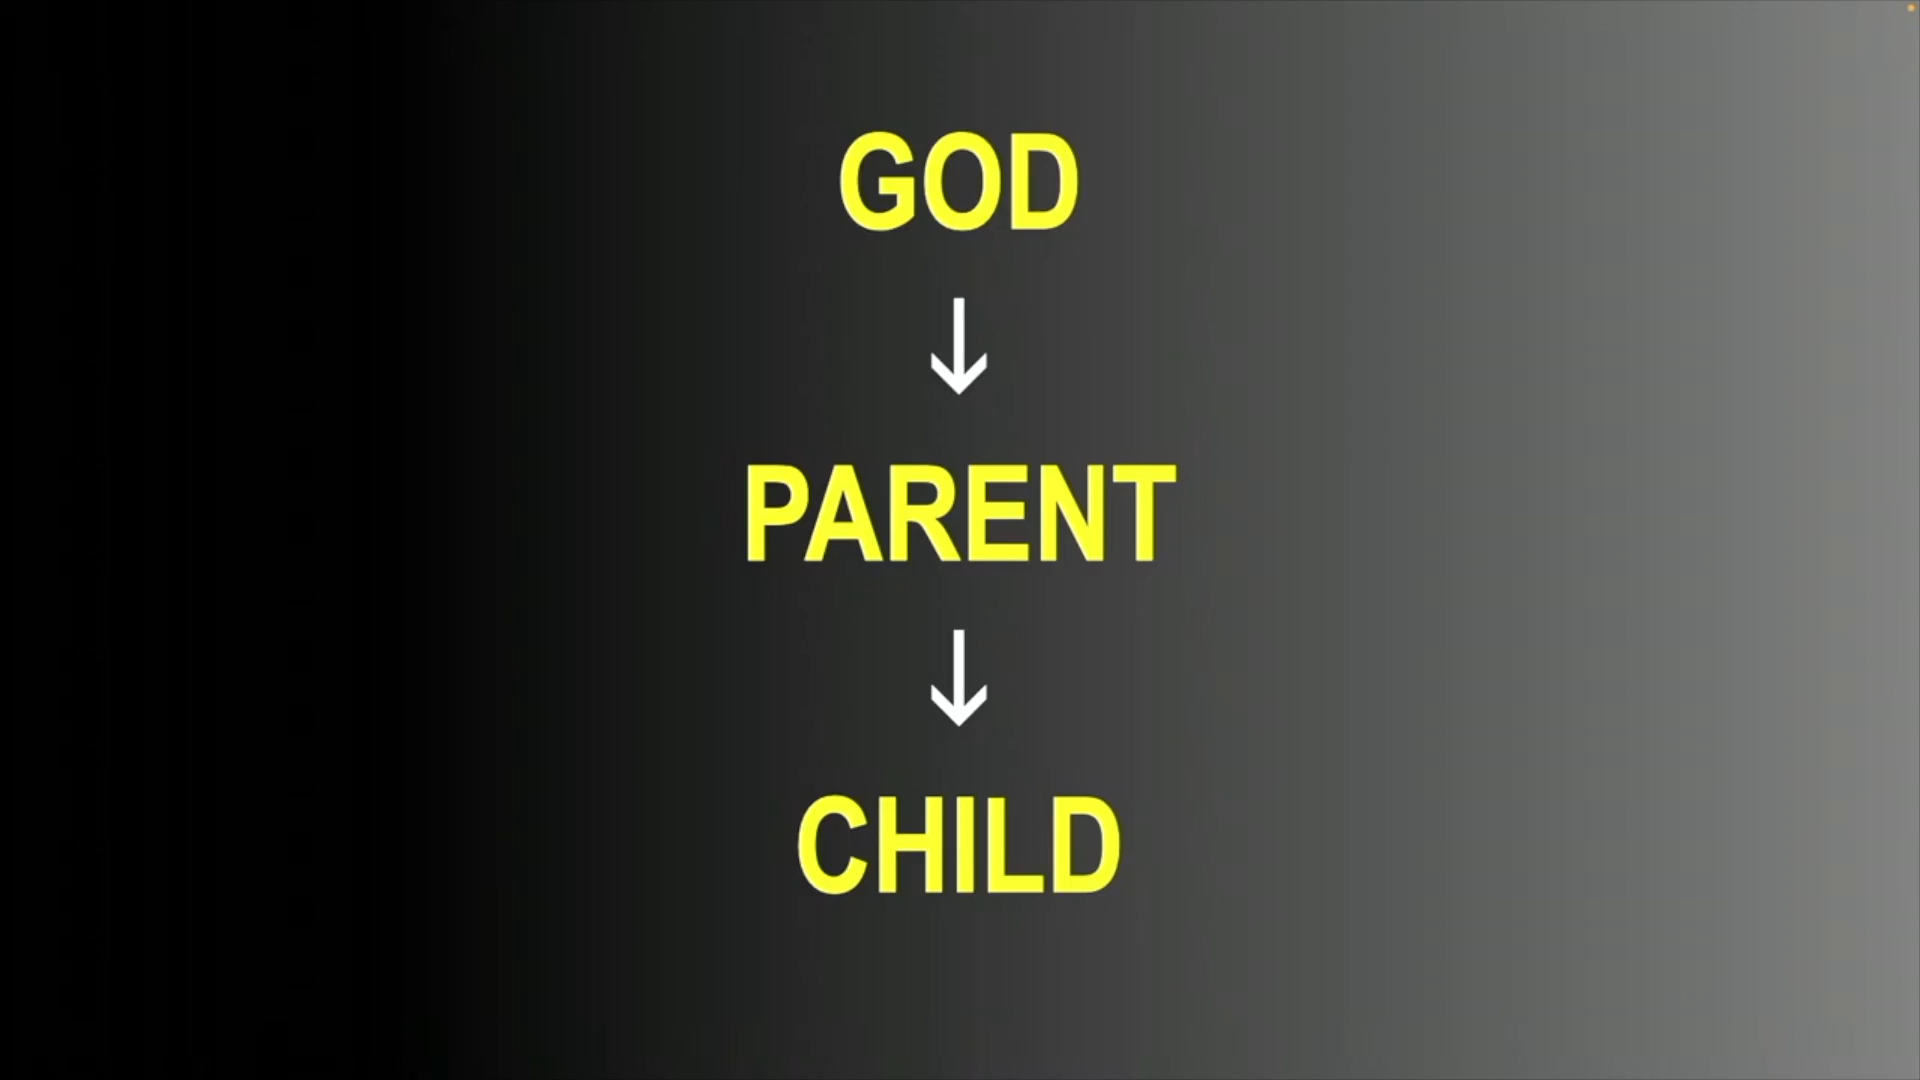 GOD
↓
PARENT
↓
CHILD